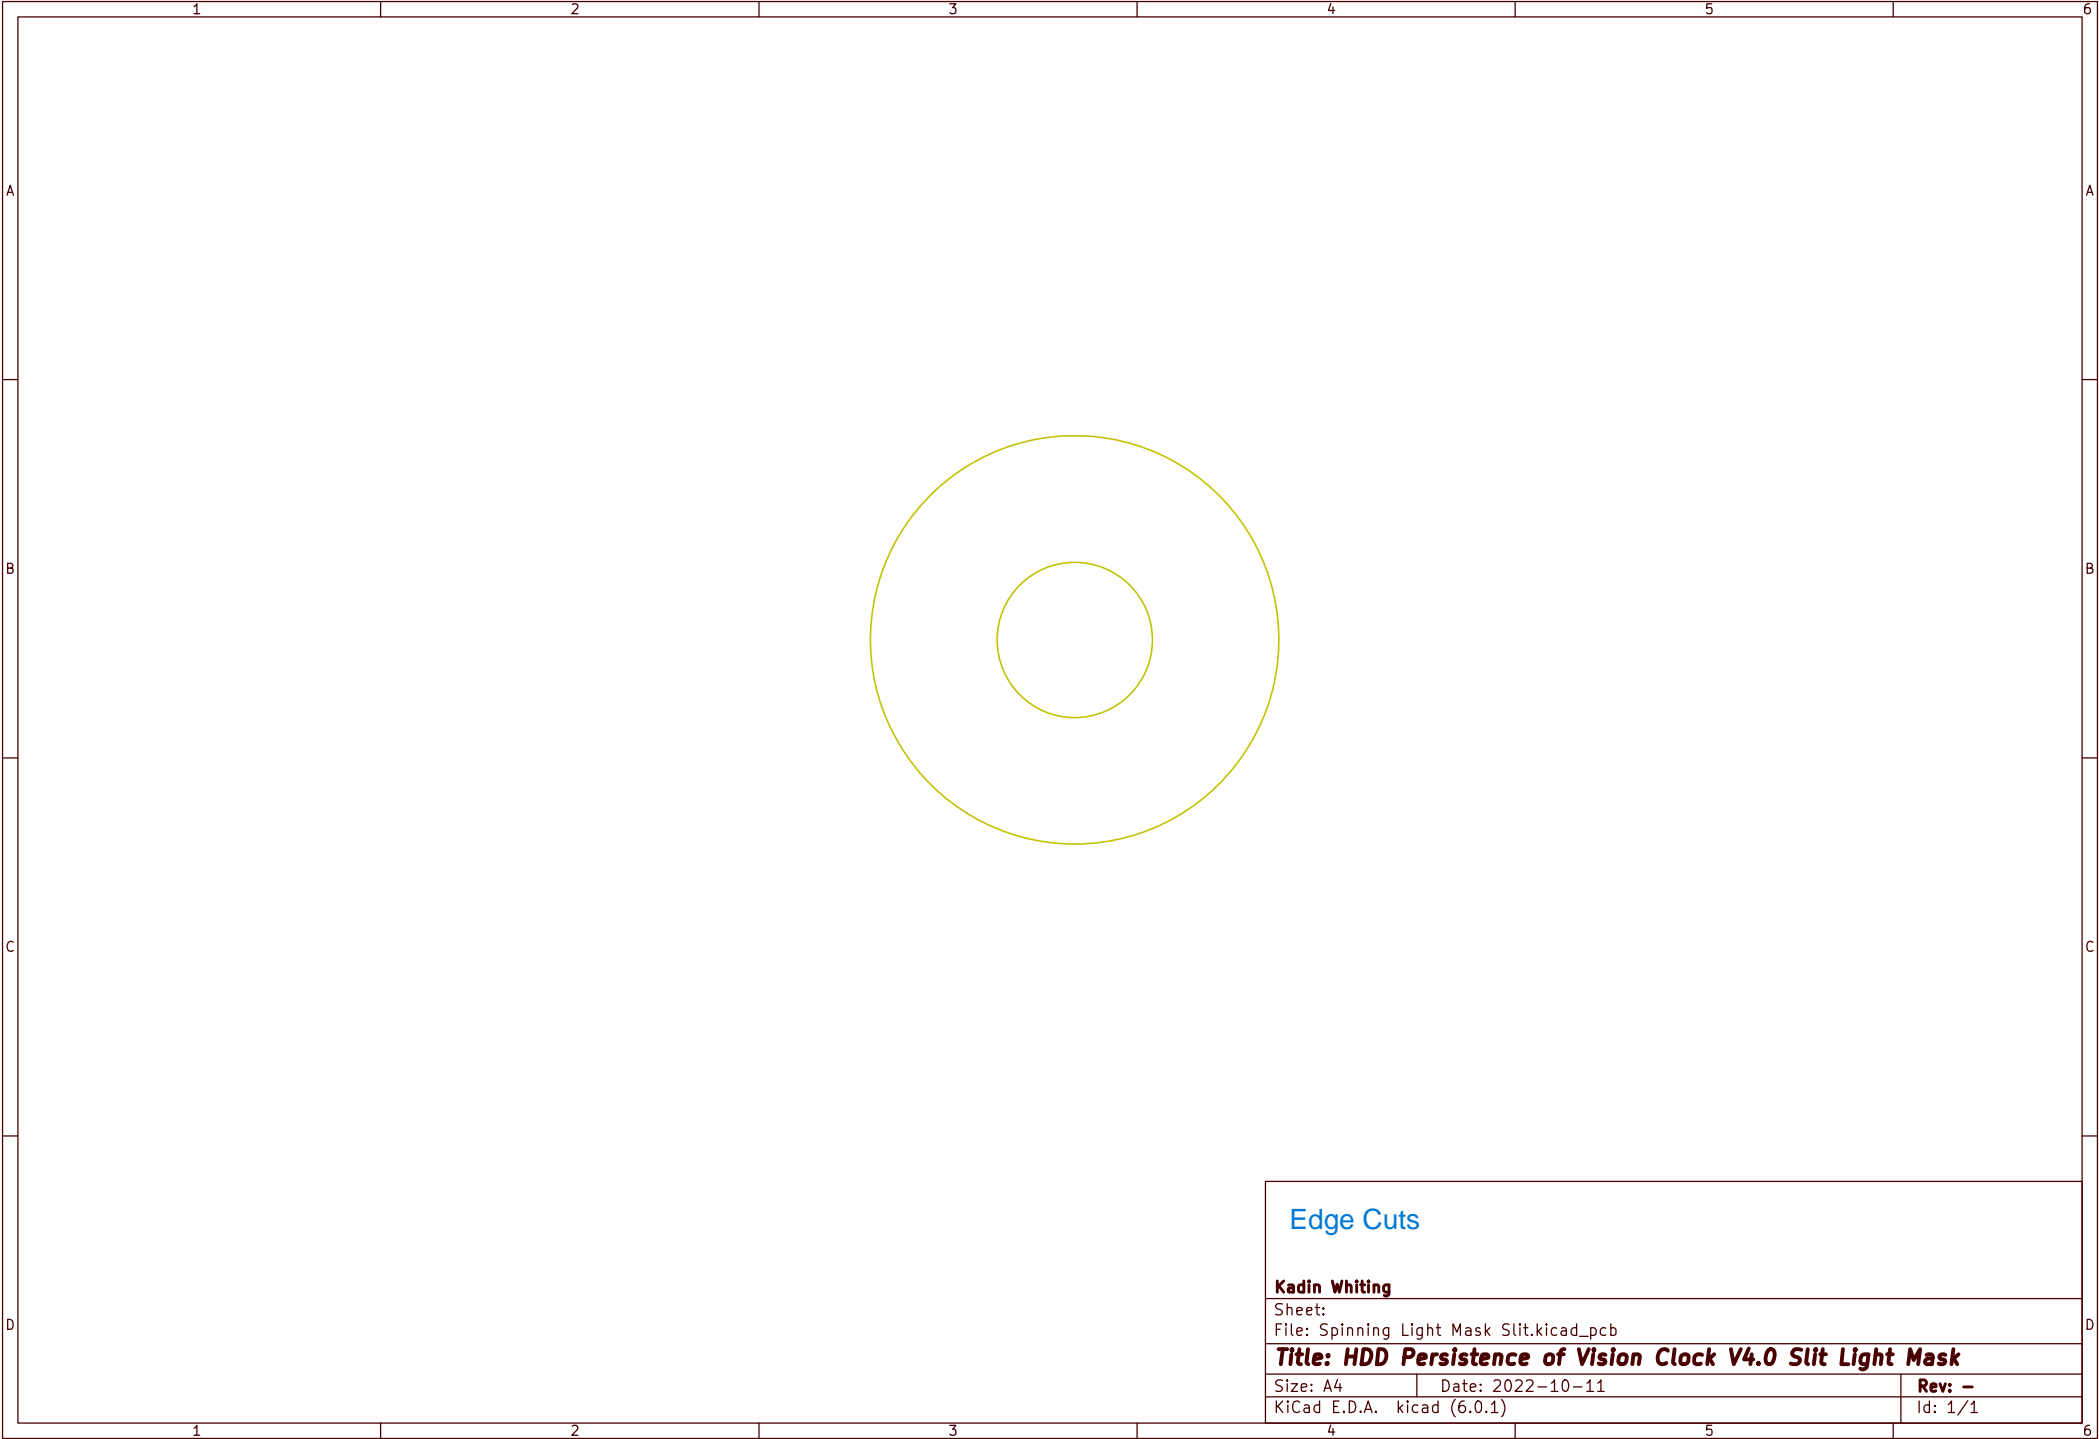 1 2 3 4 5 6
A A
B B
C C
Edge Cuts
Kadin Whiting
Sheet:
File: Spinning Light Mask Slit.kicad_pcb
D D
Title: HDD Persistence of Vision Clock V4.0 Slit Light Mask
Size: A4 Date: 2022-10-11 Rev: -
KiCad E.D.A. kicad (6.0.1) Id: 1/1
1 2 3 4 5 6